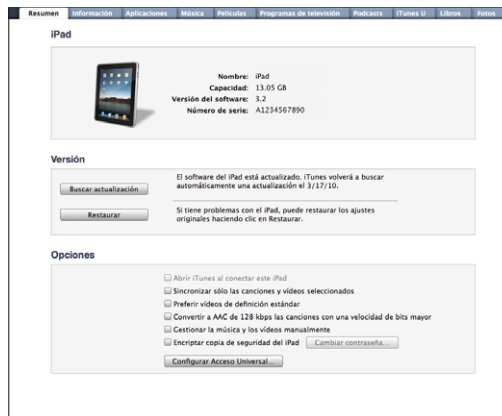 Resumen Información Aplicaciones Música Películas Programas de televisión Podcasts iTunes U Libros Fotos
iPad
Nombre: iPad
Capacidad: 13.05 GB
Versión del software: 3.2
Número de serie: A1234567890
Versión
Buscar actualización
El software del iPad está actualizado. iTunes volverá a buscar
automáticamente una actualización el 3/17/10.
Restaurar
Si tiene problemas con el iPad, puede restaurar los ajustes
originales haciendo clic en Restaurar.
Opciones
Abrir iTunes al conectar este iPad
Sincronizar sólo las canciones y vídeos seleccionados
Preferir vídeos de definición estándar
Convertir a AAC de 128 kbps las canciones con una velocidad de bits mayor
Gestionar la música y los vídeos manualmente
Encriptar copia de seguridad del iPad Cambiar contraseña...
Configurar Acceso Universal...